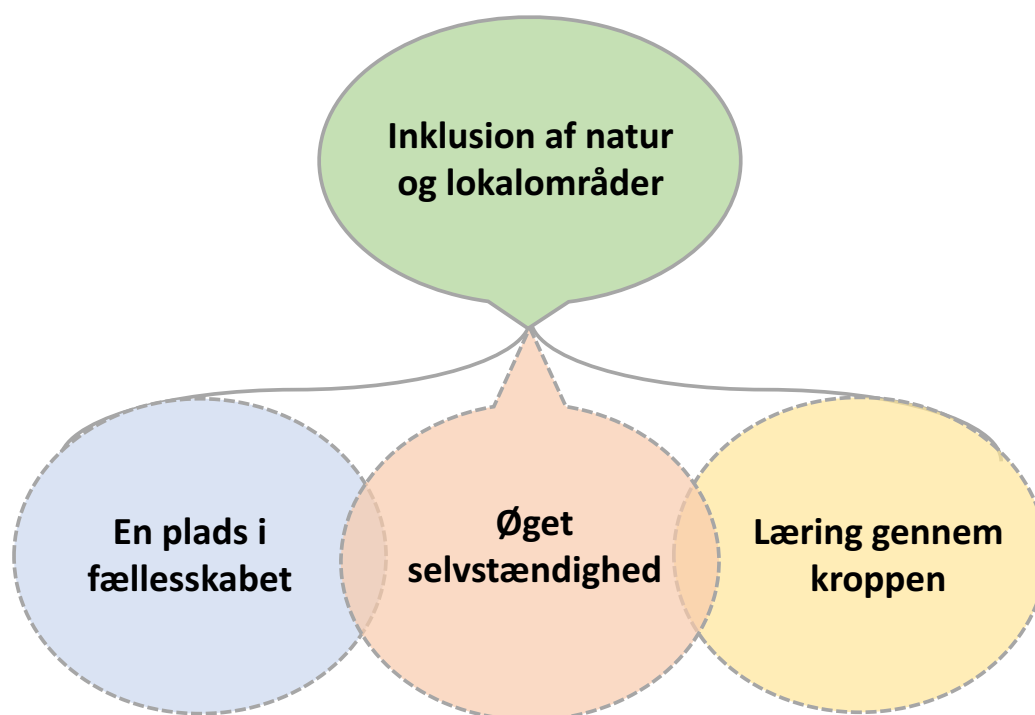 Inklusion af natur
og lokalområder
En plads i
fællesskabet
Øget
selvstændighed
Læring gennem
kroppen